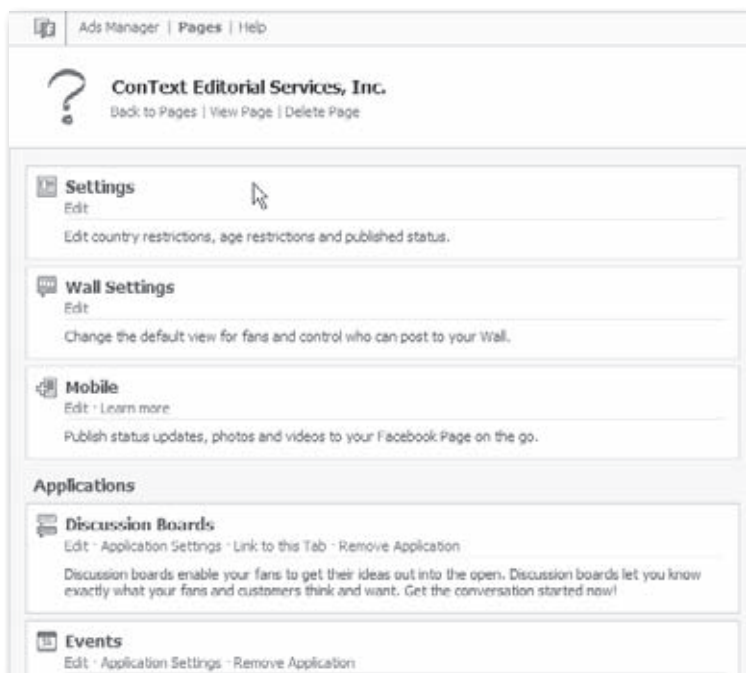 Ads Manager | Pages | Help
ConText Editorial Services, Inc.
Back to Pages | View Page | Delete Page
Settings
Edit
Edit country restrictions, age restrictions and published status.
Wall Settings
Edit
Change the default view for fans and control who can post to your Wall.
Mobile
Edit · Learn more
Publish status updates, photos and videos to your Facebook Page on the go.
Applications
Discussion Boards
Edit · Application Settings · Link to this Tab · Remove Application
Discussion boards enable your fans to get their ideas out into the open. Discussion boards let you know
exactly what your fans and customers think and want. Get the conversation started now!
Events
Edit · Application Settings · Remove Application